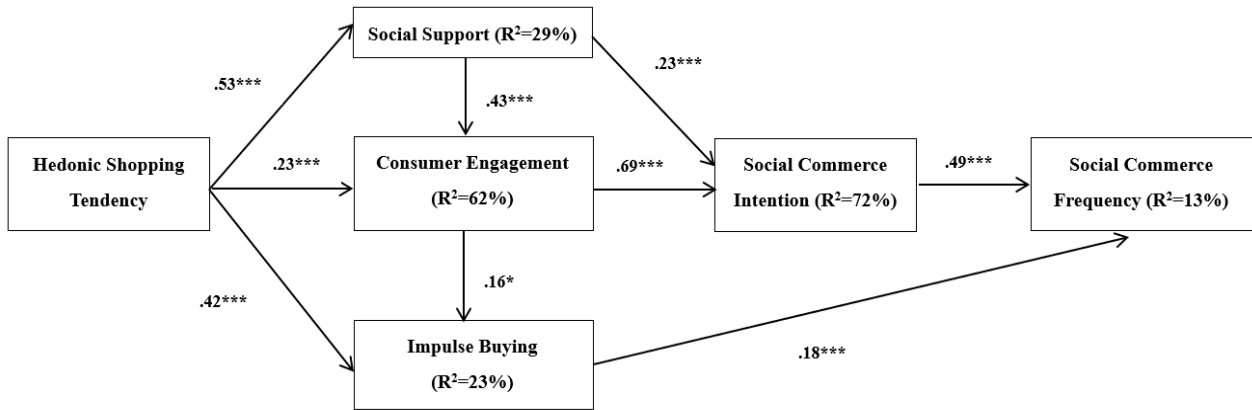 Social Support (R²=29%)
.53***
.23***
.43***
Hedonic Shopping
Tendency
.23***
Consumer Engagement
(R²=62%)
.69***
Social Commerce
Intention (R²=72%)
.49***
Social Commerce
Frequency (R²=13%)
.42***
.16*
Impulse Buying
(R²=23%)
.18***